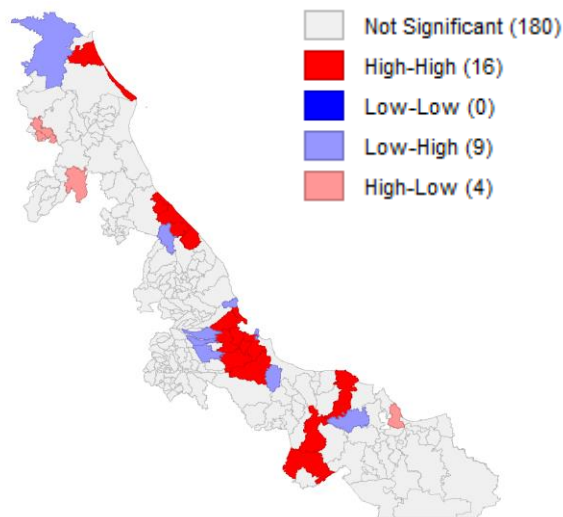 Not Significant (180)
High-High (16)
Low-Low (0)
Low-High (9)
High-Low (4)